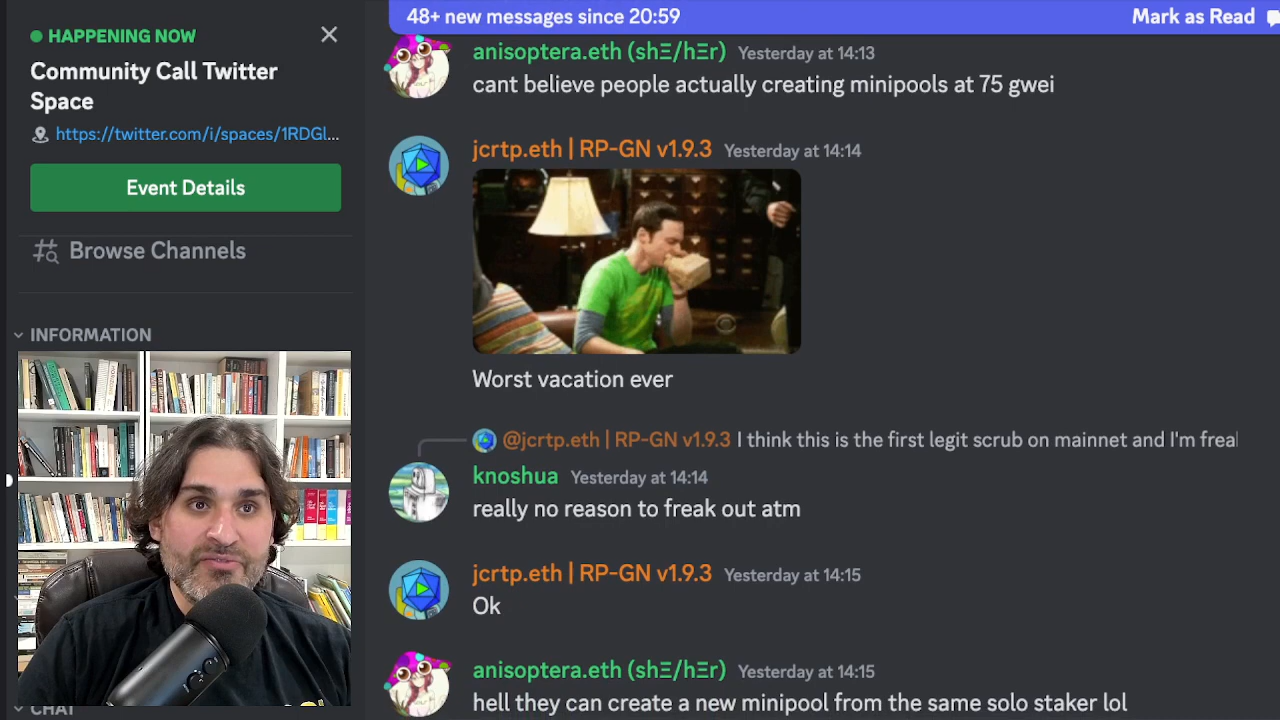 HAPPENING NOW
Community Call Twitter
Space
https://twitter.com/i/spaces/1RDGl...
Event Details
Browse Channels
INFORMATION
CHAT
48+ new messages since 20:59
Mark as Read
anisoptera.eth (shΞ/hΞr) Yesterday at 14:13
cant believe people actually creating minipools at 75 gwei
jcrtp.eth | RP-GN v1.9.3 Yesterday at 14:14
CBS
Worst vacation ever
@jcrtp.eth | RP-GN v1.9.3 I think this is the first legit scrub on mainnet and I'm freal
knoshua Yesterday at 14:14
really no reason to freak out atm
jcrtp.eth | RP-GN v1.9.3 Yesterday at 14:15
Ok
anisoptera.eth (shΞ/hΞr) Yesterday at 14:15
hell they can create a new minipool from the same solo staker lol